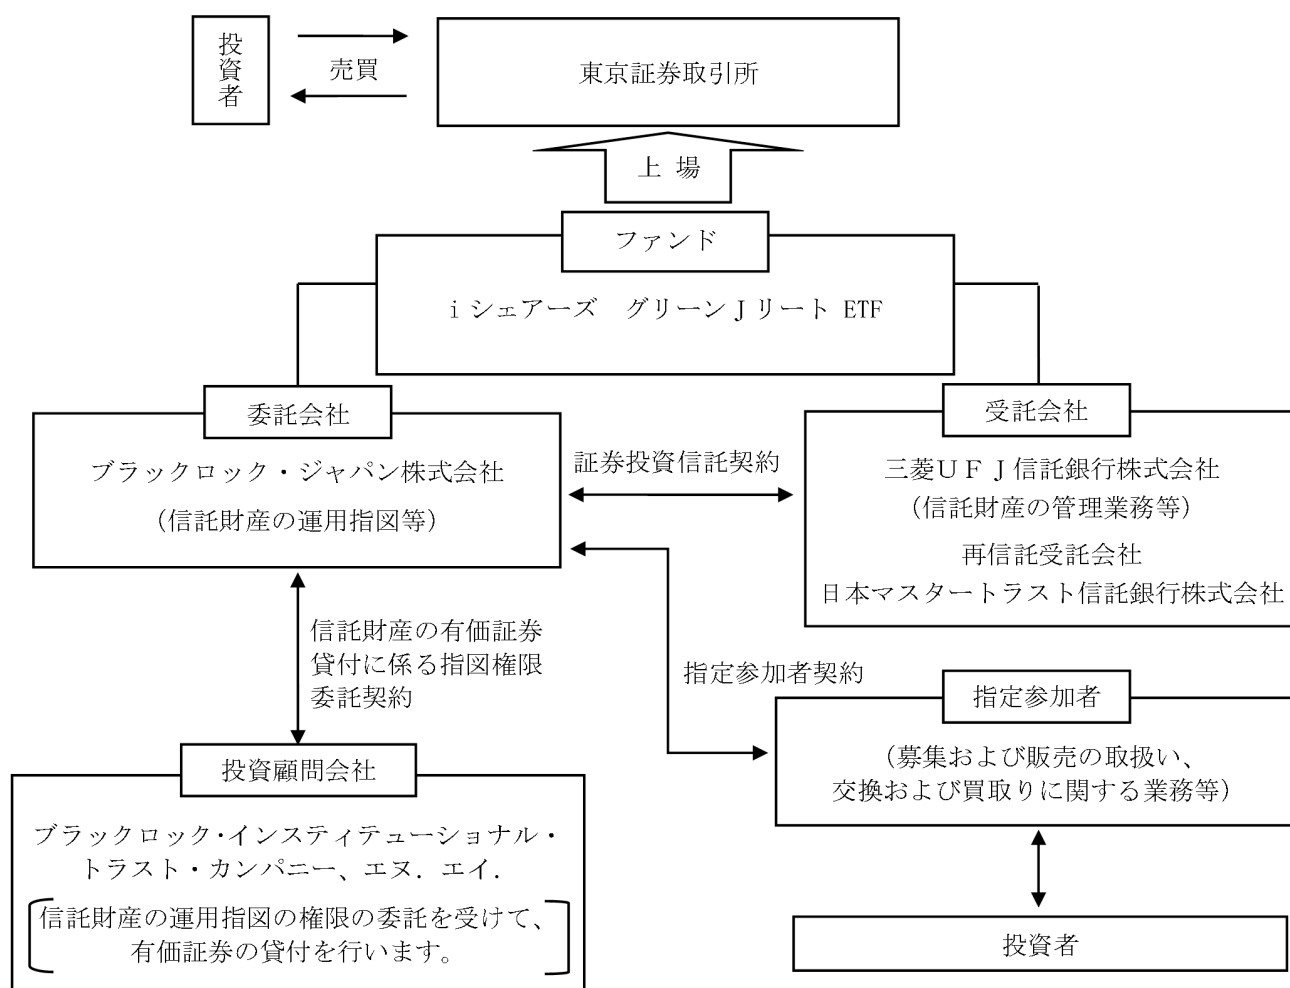 投資者
売買
東京証券取引所
上 場
ファンド
ｉシェアーズ　グリーンＪリート ETF
委託会社
ブラックロック・ジャパン株式会社
（信託財産の運用指図等）
証券投資信託契約
受託会社
三菱ＵＦＪ信託銀行株式会社
（信託財産の管理業務等）
再信託受託会社
日本マスタートラスト信託銀行株式会社
信託財産の有価証券
貸付に係る指図権限
委託契約
指定参加者契約
指定参加者
（募集および販売の取扱い、
交換および買取りに関する業務等）
投資顧問会社
ブラックロック・インスティテューショナル・
トラスト・カンパニー、エヌ．エイ．
信託財産の運用指図の権限の委託を受けて、
有価証券の貸付を行います。
投資者